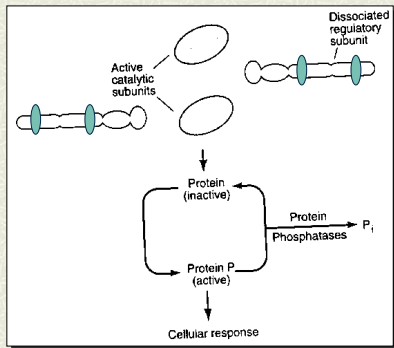 Dissociated
regulatory
subunit
Active
catalytic
subunits
Protein
(inactive)
Protein
Phosphatases
Pi
Protein P
(active)
Cellular response